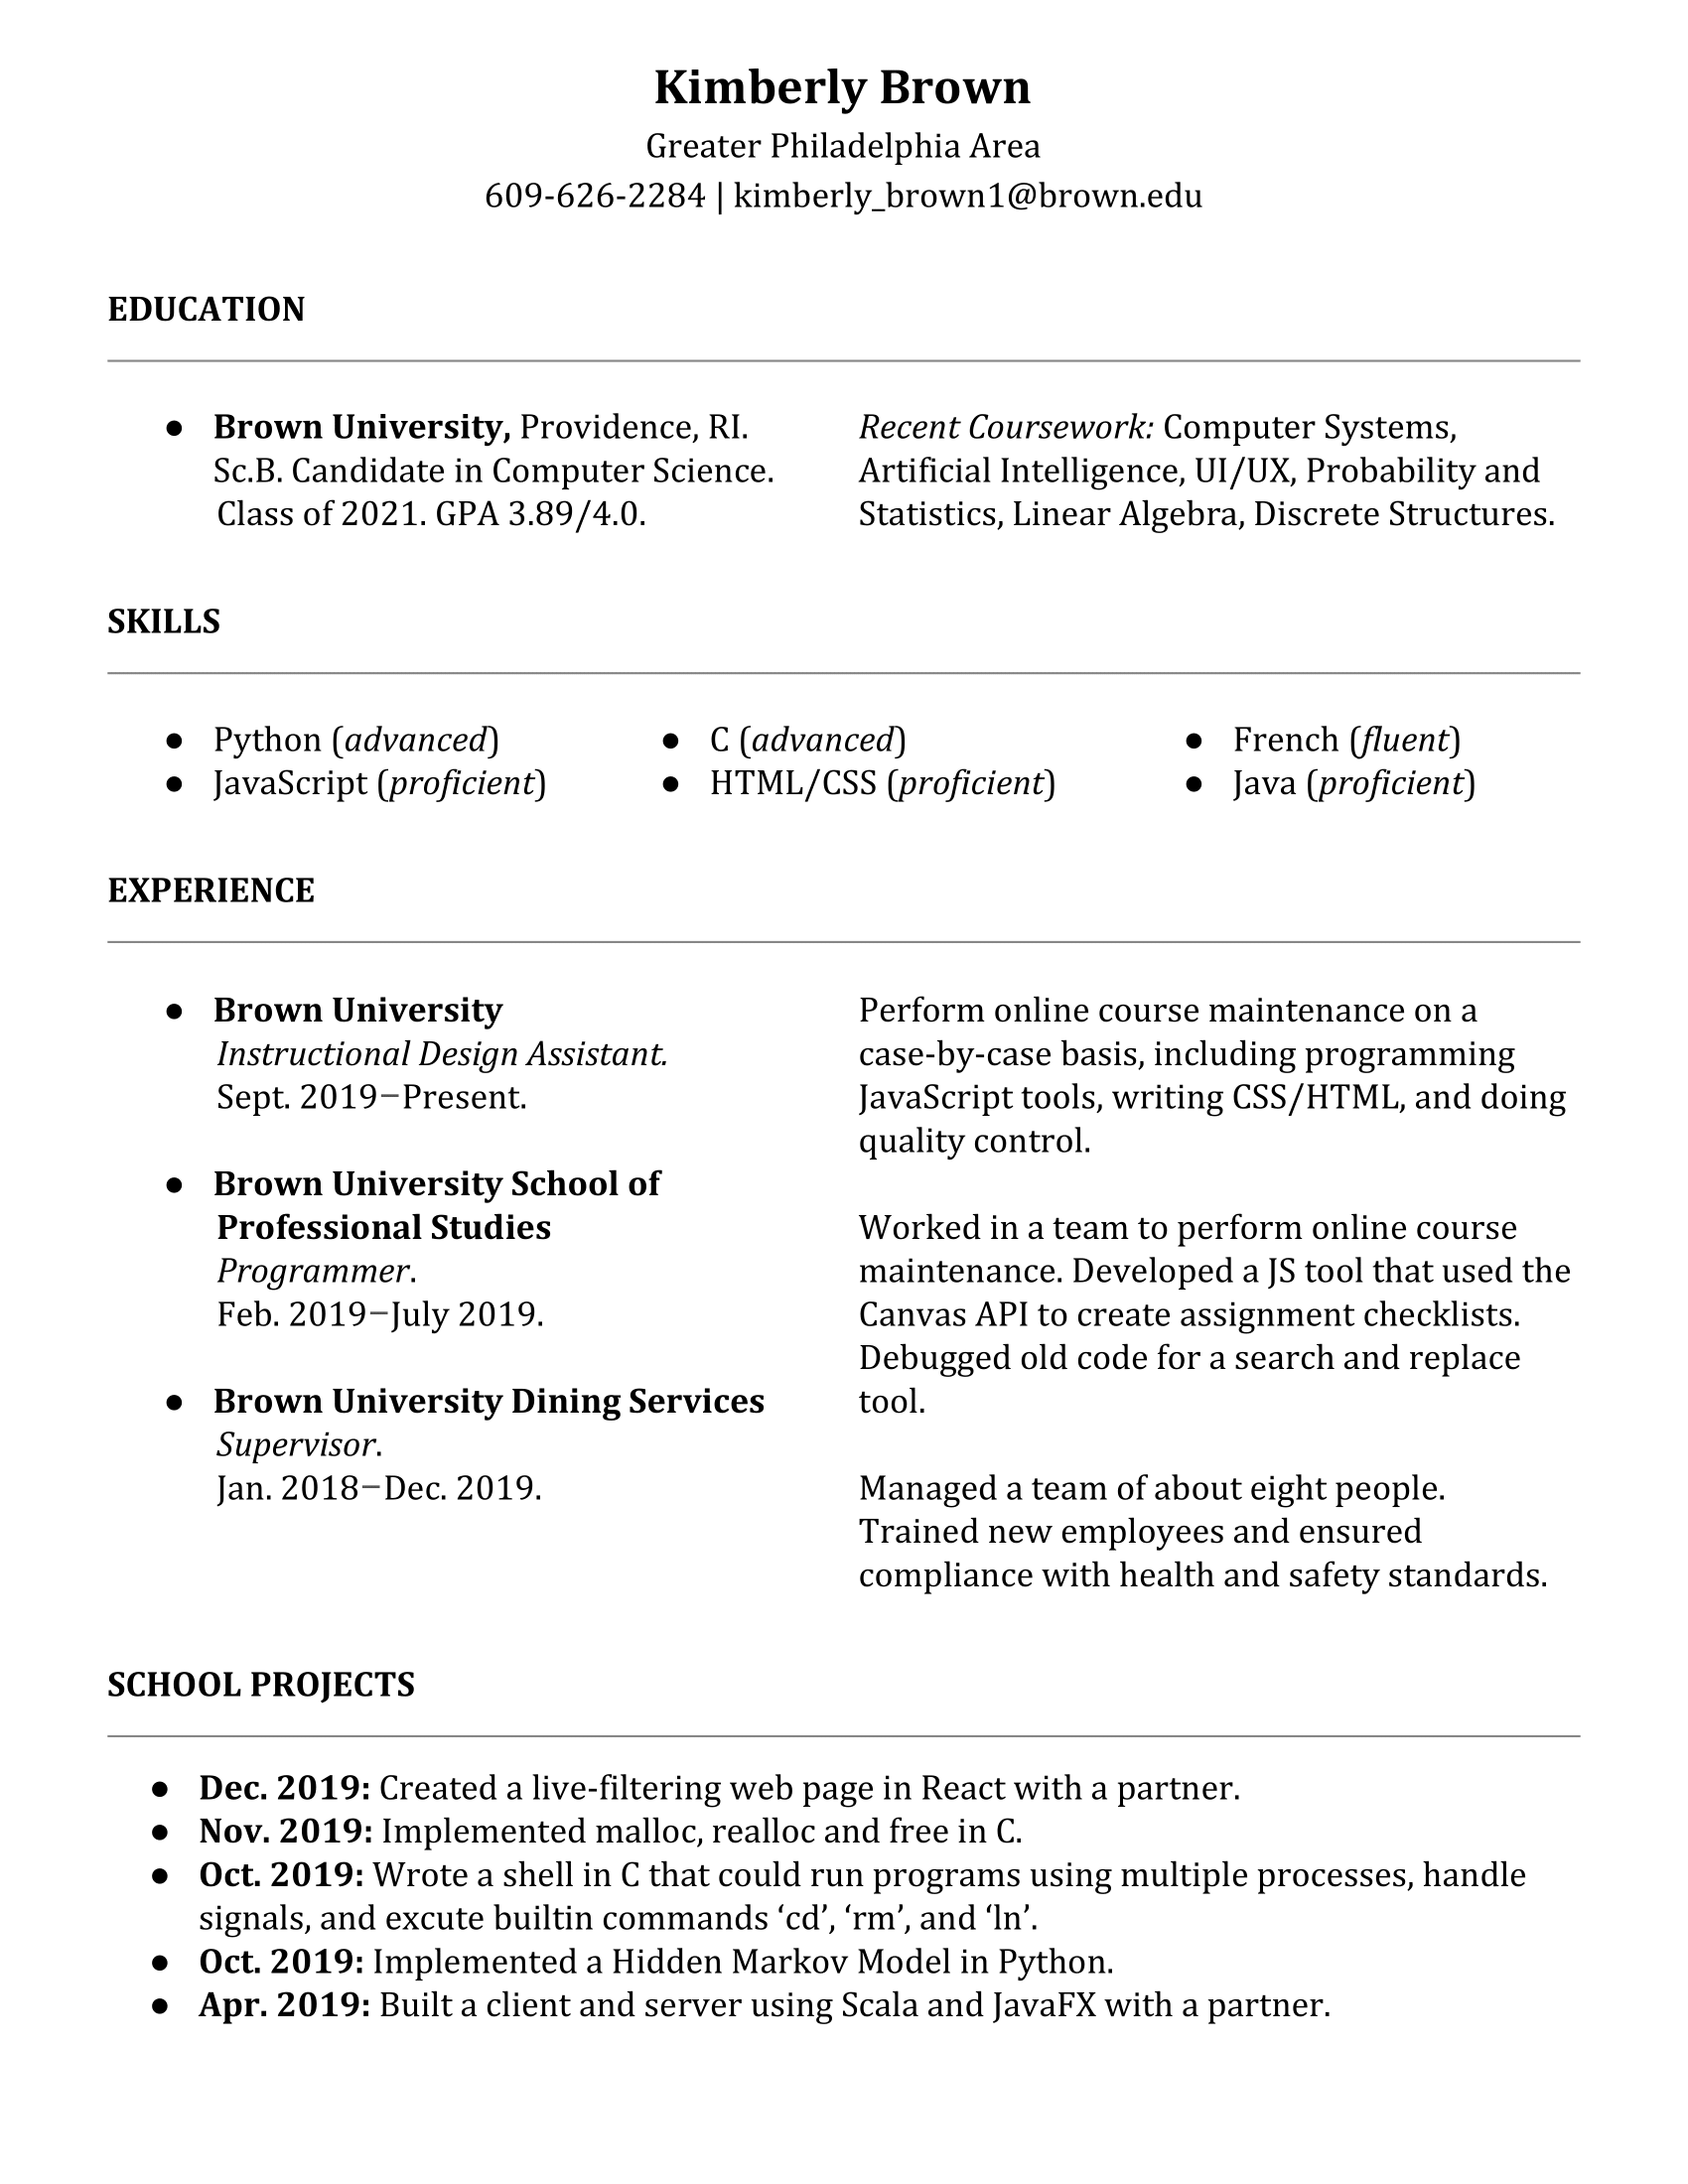 Kimberly Brown
Greater Philadelphia Area
609-626-2284 | kimberly_brown1@brown.edu
EDUCATION
● Brown University, Providence, RI.
Sc.B. Candidate in Computer Science.
Class of 2021. GPA 3.89/4.0.
Recent Coursework: Computer Systems,
Artificial Intelligence, UI/UX, Probability and
Statistics, Linear Algebra, Discrete Structures.
SKILLS
● Python (advanced)
● JavaScript (proficient)
● C (advanced)
● HTML/CSS (proficient)
● French (fluent)
● Java (proficient)
EXPERIENCE
● Brown University
Instructional Design Assistant.
Sept. 2019−Present.
● Brown University School of
Professional Studies
Programmer.
Feb. 2019−July 2019.
● Brown University Dining Services
Supervisor.
Jan. 2018−Dec. 2019.
Perform online course maintenance on a
case-by-case basis, including programming
JavaScript tools, writing CSS/HTML, and doing
quality control.
Worked in a team to perform online course
maintenance. Developed a JS tool that used the
Canvas API to create assignment checklists.
Debugged old code for a search and replace
tool.
Managed a team of about eight people.
Trained new employees and ensured
compliance with health and safety standards.
SCHOOL PROJECTS
● Dec. 2019: Created a live-filtering web page in React with a partner.
● Nov. 2019: Implemented malloc, realloc and free in C.
● Oct. 2019: Wrote a shell in C that could run programs using multiple processes, handle
signals, and excute builtin commands ‘cd’, ‘rm’, and ‘ln’.
● Oct. 2019: Implemented a Hidden Markov Model in Python.
● Apr. 2019: Built a client and server using Scala and JavaFX with a partner.